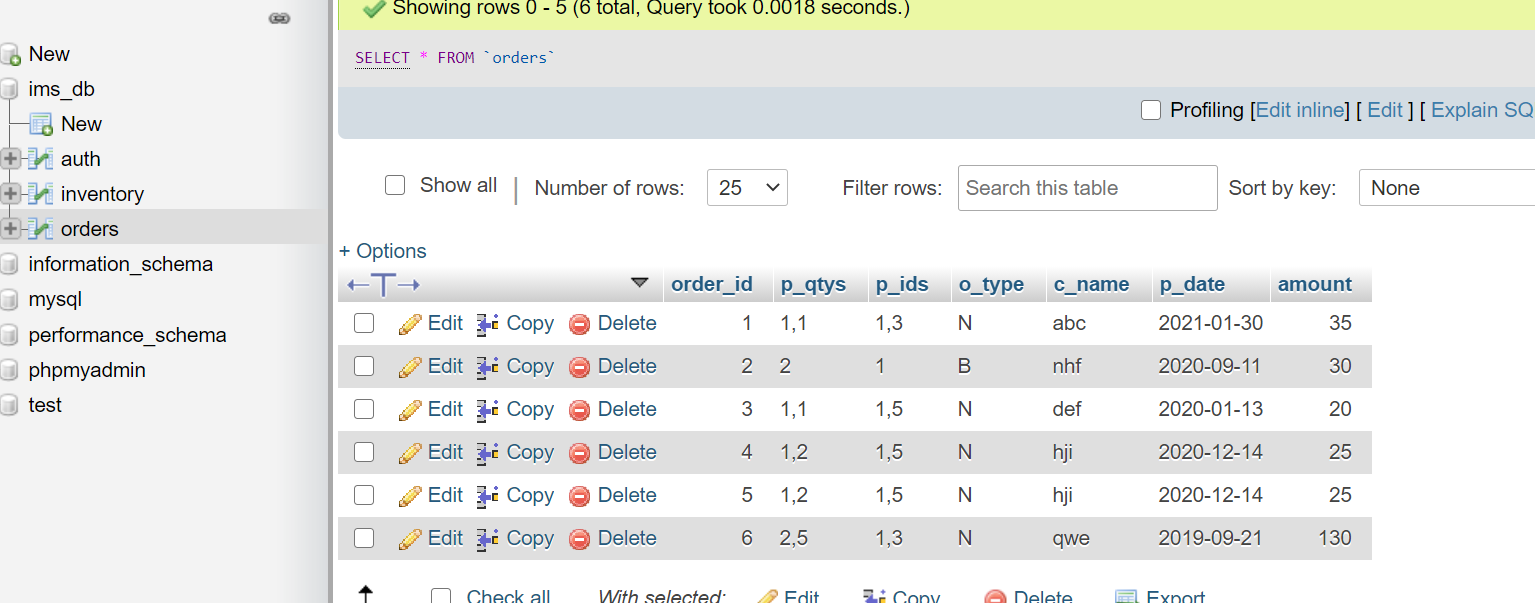 Showing rows 0 - 5 (6 total, Query took 0.0018 seconds.)
New
ims_db
New
auth
inventory
orders
information_schema
mysql
performance_schema
phpmyadmin
test
SELECT * FROM `orders`
Profiling [Edit inline] [ Edit ] [ Explain SQ
Show all | Number of rows: 25 Filter rows: Search this table Sort by key: None
+ Options
←T→ order_id p_qtys p_ids o_type c_name p_date amount
Edit Copy Delete 1 1,1 1,3 N abc 2021-01-30 35
Edit Copy Delete 2 2 1 B nhf 2020-09-11 30
Edit Copy Delete 3 1,1 1,5 N def 2020-01-13 20
Edit Copy Delete 4 1,2 1,5 N hji 2020-12-14 25
Edit Copy Delete 5 1,2 1,5 N hji 2020-12-14 25
Edit Copy Delete 6 2,5 1,3 N qwe 2019-09-21 130
Check all With selected: Edit Copy Delete Export